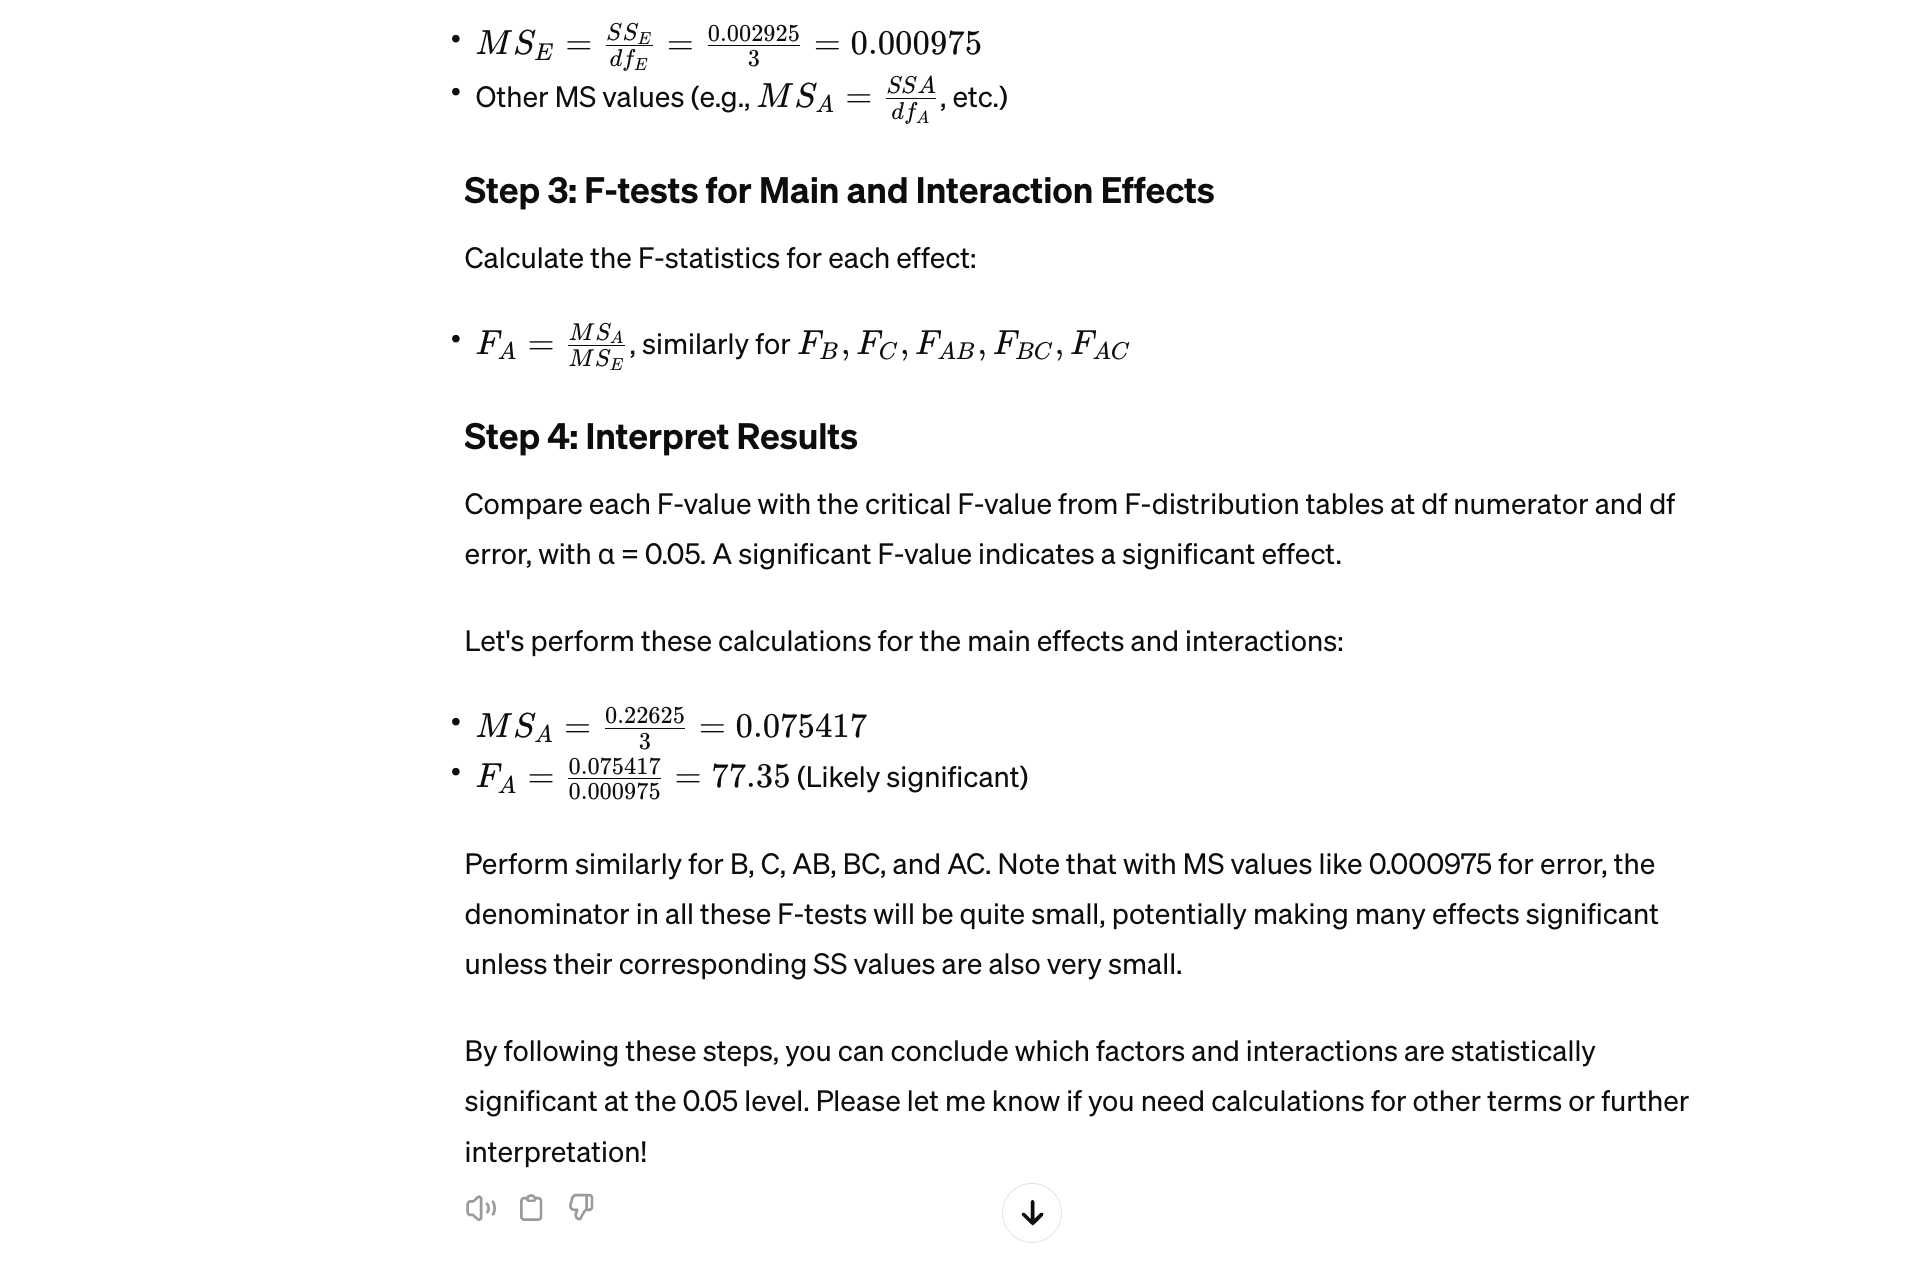 • $MS_E = \frac{SS_E}{df_E} = \frac{0.002925}{3} = 0.000975$
• Other MS values (e.g., $MS_A = \frac{SSA}{df_A}$, etc.)
Step 3: F-tests for Main and Interaction Effects
Calculate the F-statistics for each effect:
• $F_A = \frac{MS_A}{MS_E}$, similarly for $F_B, F_C, F_{AB}, F_{BC}, F_{AC}$
Step 4: Interpret Results
Compare each F-value with the critical F-value from F-distribution tables at df numerator and df
error, with α = 0.05. A significant F-value indicates a significant effect.
Let's perform these calculations for the main effects and interactions:
• $MS_A = \frac{0.22625}{3} = 0.075417$
• $F_A = \frac{0.075417}{0.000975} = 77.35$ (Likely significant)
Perform similarly for B, C, AB, BC, and AC. Note that with MS values like 0.000975 for error, the
denominator in all these F-tests will be quite small, potentially making many effects significant
unless their corresponding SS values are also very small.
By following these steps, you can conclude which factors and interactions are statistically
significant at the 0.05 level. Please let me know if you need calculations for other terms or further
interpretation!